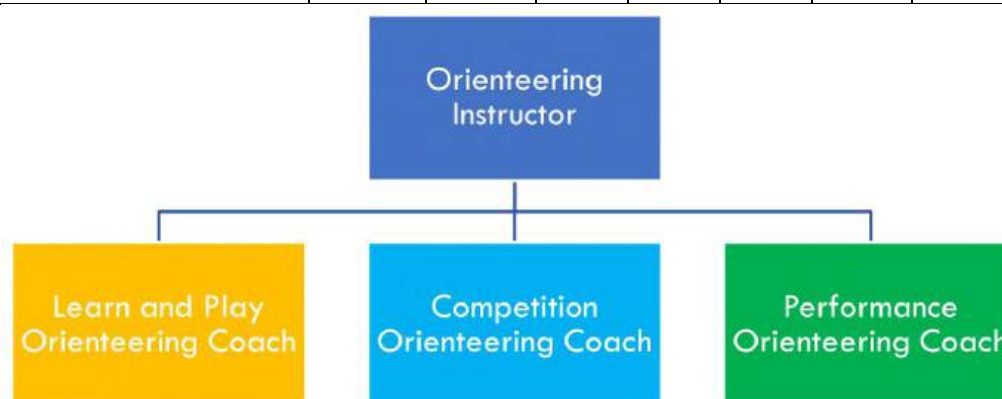 Orienteering
Instructor
Learn and Play
Orienteering Coach
Competition
Orienteering Coach
Performance
Orienteering Coach